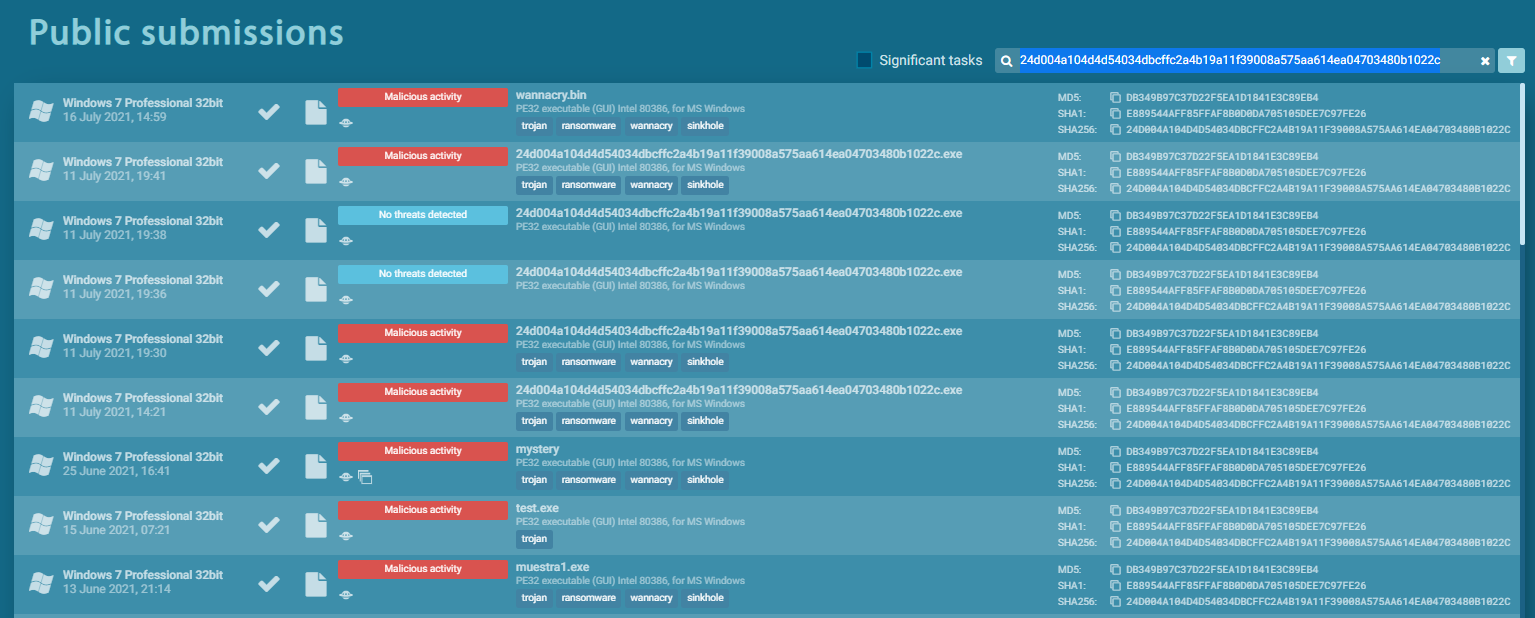 Public submissions
Significant tasks
24d004a104d4d54034dbcffc2a4b19a11f39008a575aa614ea04703480b1022c
Windows 7 Professional 32bit
16 July 2021, 14:59
Malicious activity
wannacry.bin
PE32 executable (GUI) Intel 80386, for MS Windows
trojan ransomware wannacry sinkhole
MD5: DB349B97C37D22F5EA1D1841E3C89EB4
SHA1: E889544AFF85FFAF8B0D0DA705105DEE7C97FE26
SHA256: 24D004A104D4D54034DBCFFC2A4B19A11F39008A575AA614EA04703480B1022C
Windows 7 Professional 32bit
11 July 2021, 19:41
Malicious activity
24d004a104d4d54034dbcffc2a4b19a11f39008a575aa614ea04703480b1022c.exe
PE32 executable (GUI) Intel 80386, for MS Windows
trojan ransomware wannacry sinkhole
MD5: DB349B97C37D22F5EA1D1841E3C89EB4
SHA1: E889544AFF85FFAF8B0D0DA705105DEE7C97FE26
SHA256: 24D004A104D4D54034DBCFFC2A4B19A11F39008A575AA614EA04703480B1022C
Windows 7 Professional 32bit
11 July 2021, 19:38
No threats detected
24d004a104d4d54034dbcffc2a4b19a11f39008a575aa614ea04703480b1022c.exe
PE32 executable (GUI) Intel 80386, for MS Windows
MD5: DB349B97C37D22F5EA1D1841E3C89EB4
SHA1: E889544AFF85FFAF8B0D0DA705105DEE7C97FE26
SHA256: 24D004A104D4D54034DBCFFC2A4B19A11F39008A575AA614EA04703480B1022C
Windows 7 Professional 32bit
11 July 2021, 19:36
No threats detected
24d004a104d4d54034dbcffc2a4b19a11f39008a575aa614ea04703480b1022c.exe
PE32 executable (GUI) Intel 80386, for MS Windows
MD5: DB349B97C37D22F5EA1D1841E3C89EB4
SHA1: E889544AFF85FFAF8B0D0DA705105DEE7C97FE26
SHA256: 24D004A104D4D54034DBCFFC2A4B19A11F39008A575AA614EA04703480B1022C
Windows 7 Professional 32bit
11 July 2021, 19:30
Malicious activity
24d004a104d4d54034dbcffc2a4b19a11f39008a575aa614ea04703480b1022c.exe
PE32 executable (GUI) Intel 80386, for MS Windows
trojan ransomware wannacry sinkhole
MD5: DB349B97C37D22F5EA1D1841E3C89EB4
SHA1: E889544AFF85FFAF8B0D0DA705105DEE7C97FE26
SHA256: 24D004A104D4D54034DBCFFC2A4B19A11F39008A575AA614EA04703480B1022C
Windows 7 Professional 32bit
11 July 2021, 14:21
Malicious activity
24d004a104d4d54034dbcffc2a4b19a11f39008a575aa614ea04703480b1022c.exe
PE32 executable (GUI) Intel 80386, for MS Windows
trojan ransomware wannacry sinkhole
MD5: DB349B97C37D22F5EA1D1841E3C89EB4
SHA1: E889544AFF85FFAF8B0D0DA705105DEE7C97FE26
SHA256: 24D004A104D4D54034DBCFFC2A4B19A11F39008A575AA614EA04703480B1022C
Windows 7 Professional 32bit
25 June 2021, 16:41
Malicious activity
mystery
PE32 executable (GUI) Intel 80386, for MS Windows
trojan ransomware wannacry sinkhole
MD5: DB349B97C37D22F5EA1D1841E3C89EB4
SHA1: E889544AFF85FFAF8B0D0DA705105DEE7C97FE26
SHA256: 24D004A104D4D54034DBCFFC2A4B19A11F39008A575AA614EA04703480B1022C
Windows 7 Professional 32bit
15 June 2021, 07:21
Malicious activity
test.exe
PE32 executable (GUI) Intel 80386, for MS Windows
trojan
MD5: DB349B97C37D22F5EA1D1841E3C89EB4
SHA1: E889544AFF85FFAF8B0D0DA705105DEE7C97FE26
SHA256: 24D004A104D4D54034DBCFFC2A4B19A11F39008A575AA614EA04703480B1022C
Windows 7 Professional 32bit
13 June 2021, 21:14
Malicious activity
muestra1.exe
PE32 executable (GUI) Intel 80386, for MS Windows
trojan ransomware wannacry sinkhole
MD5: DB349B97C37D22F5EA1D1841E3C89EB4
SHA1: E889544AFF85FFAF8B0D0DA705105DEE7C97FE26
SHA256: 24D004A104D4D54034DBCFFC2A4B19A11F39008A575AA614EA04703480B1022C